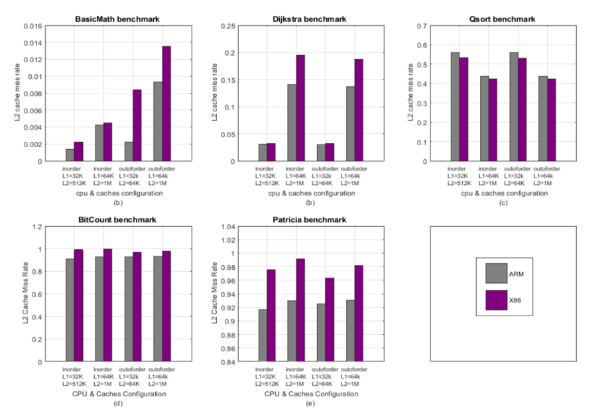 BasicMath benchmark
0.016
0.014
0.012
0.01
0.008
0.006
0.004
0.002
0
L2 cache miss rate
inorder inorder outoforder outoforder
L1=32K L1=64K L1=32k L1=64k
L2=512K L2=1M L2=64K L2=1M
cpu & caches configuration
(b)
Dijkstra benchmark
0.25
0.2
0.15
0.1
0.05
0
L2 cache miss rate
inorder inorder outoforder outoforder
L1=32K L1=64K L1=32k L1=64k
L2=512K L2=1M L2=64K L2=1M
cpu & caches configuration
(b)
Qsort benchmark
0.7
0.6
0.5
0.4
0.3
0.2
0.1
0
L2 cache miss rate
inorder inorder outoforder outoforder
L1=32K L1=64K L1=32k L1=64k
L2=512K L2=1M L2=64K L2=1M
cpu & caches configuration
(c)
BitCount benchmark
1.2
1
0.8
0.6
0.4
0.2
0
L2 Cache Miss Rate
inorder inorder outoforder outoforder
L1=32K L1=64K L1=32K L1=64k
L2=512K L2=1M L2=64K L2=1M
CPU & Caches Configuration
(d)
Patricia benchmark
1.04
1.02
1
0.98
0.96
0.94
0.92
0.9
0.88
0.86
0.84
L2 Cache Miss Rate
inorder inorder outoforder outoforder
L1=32K L1=64K L1=32K L1=64k
L2=512K L2=1M L2=64K L2=1M
CPU & Caches Configuration
(e)
ARM
X86